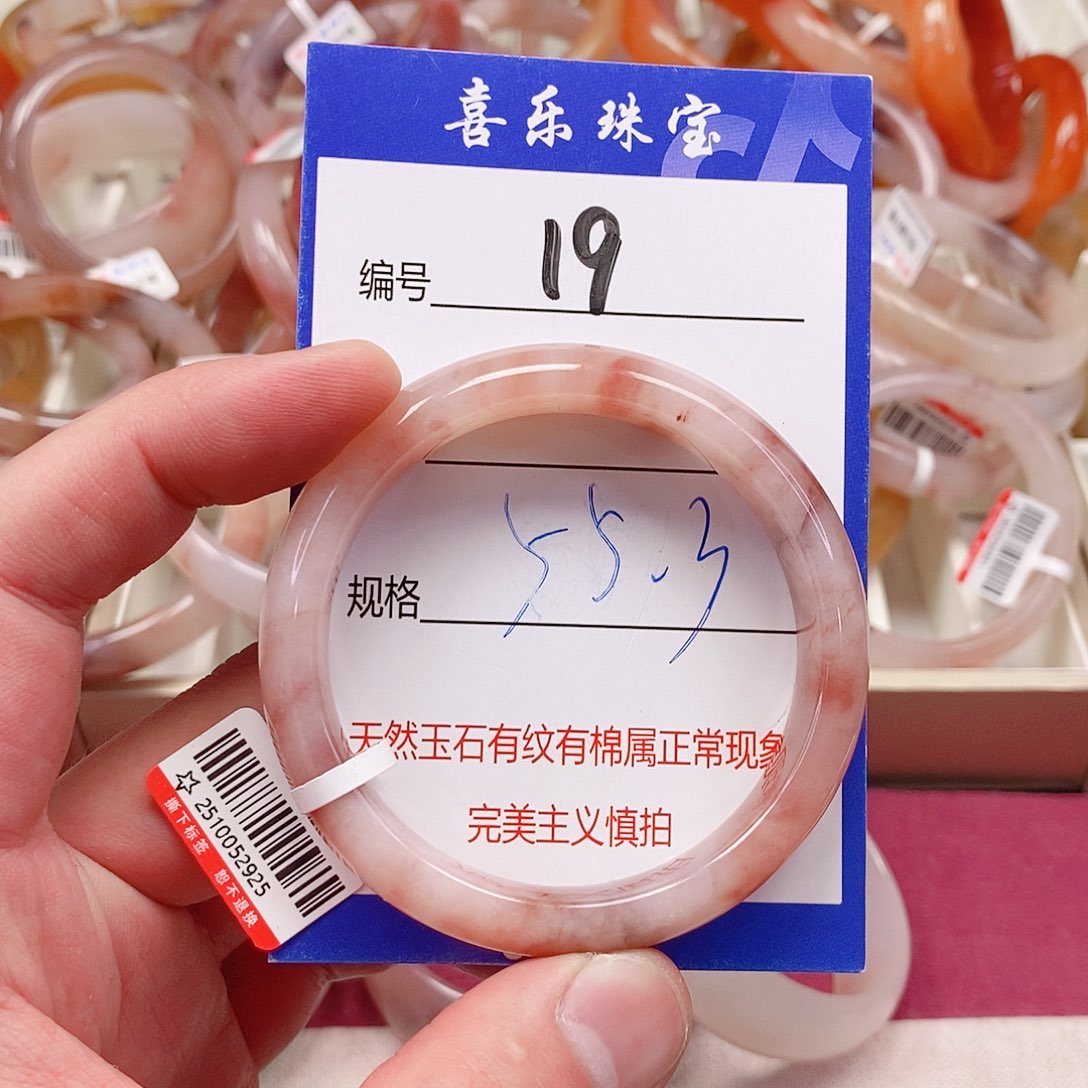 喜乐珠宝
编号 19
规格 55.3
天然玉石有纹有棉属正常现象
完美主义慎拍
☆ 2510052925
撕下标签 恕不退换